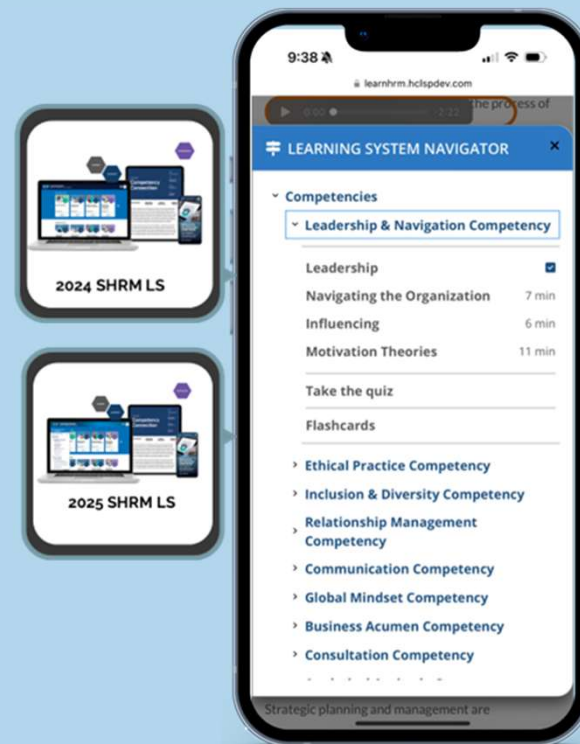 2024 SHRM LS
2025 SHRM LS
9:38
learnhrm.hclspdev.com
the process of
0:00
2:22
LEARNING SYSTEM NAVIGATOR
×
Competencies
Leadership & Navigation Competency
Leadership
Navigating the Organization 7 min
Influencing 6 min
Motivation Theories 11 min
Take the quiz
Flashcards
Ethical Practice Competency
Inclusion & Diversity Competency
Relationship Management
Competency
Communication Competency
Global Mindset Competency
Business Acumen Competency
Consultation Competency
Strategic planning and management are